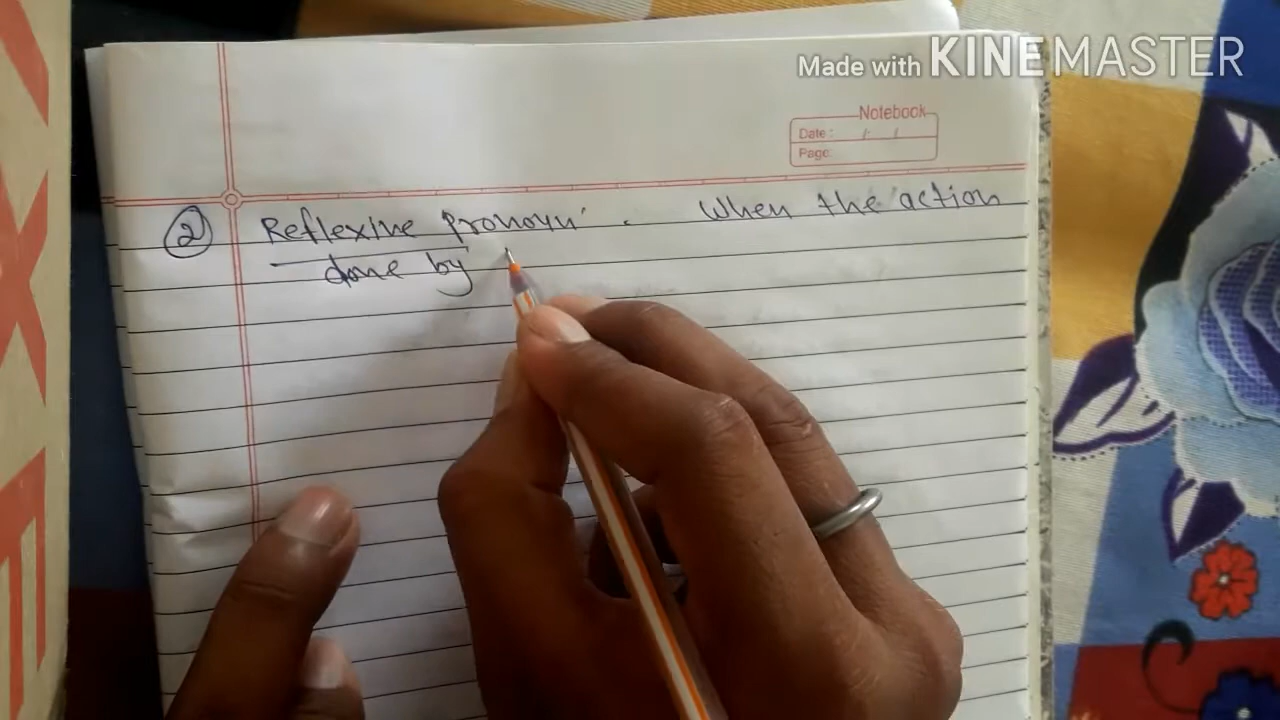 Made with KINEMASTER
Notebook
Date : / /
Page:
② Reflexive pronoun . When the action
done by